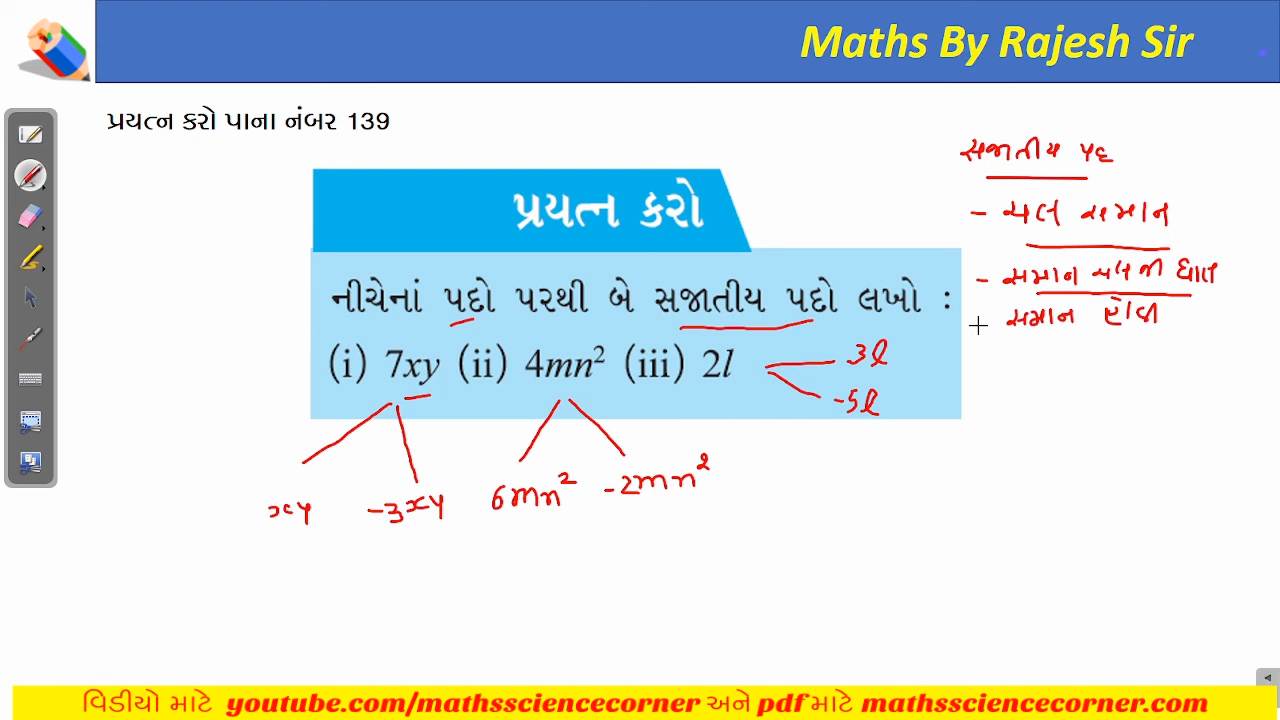 Maths By Rajesh Sir
પ્રયત્ન કરો પાના નંબર 139
પ્રયત્ન કરો
નીચેનાં પદો પરથી બે સજાતીય પદો લખો :
(i) 7xy (ii) 4mn² (iii) 2l
3l
-5l
xy
-3xy
6mn²
-2mn²
સજાતીય પદ
- ચલ સમાન
- સમાન ચલની ઘાત
સમાન હોવી
વિડીયો માટે youtube.com/mathssciencecorner અને pdf માટે mathssciencecorner.com